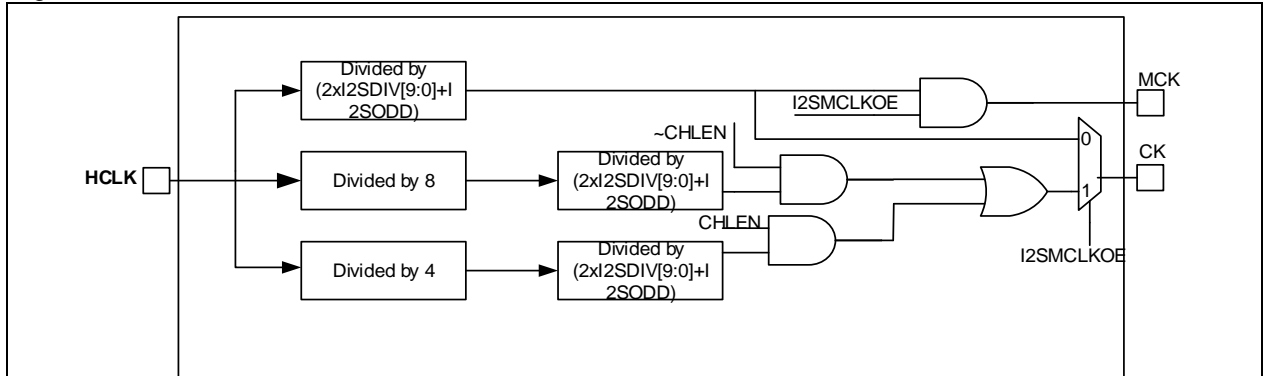 Divided by
(2xI2SDIV[9:0]+I
2SODD)
MCK
I2SMCLKOE
~CHLEN
0
CK
HCLK
Divided by 8
Divided by
(2xI2SDIV[9:0]+I
2SODD)
1
CHLEN
I2SMCLKOE
Divided by 4
Divided by
(2xI2SDIV[9:0]+I
2SODD)